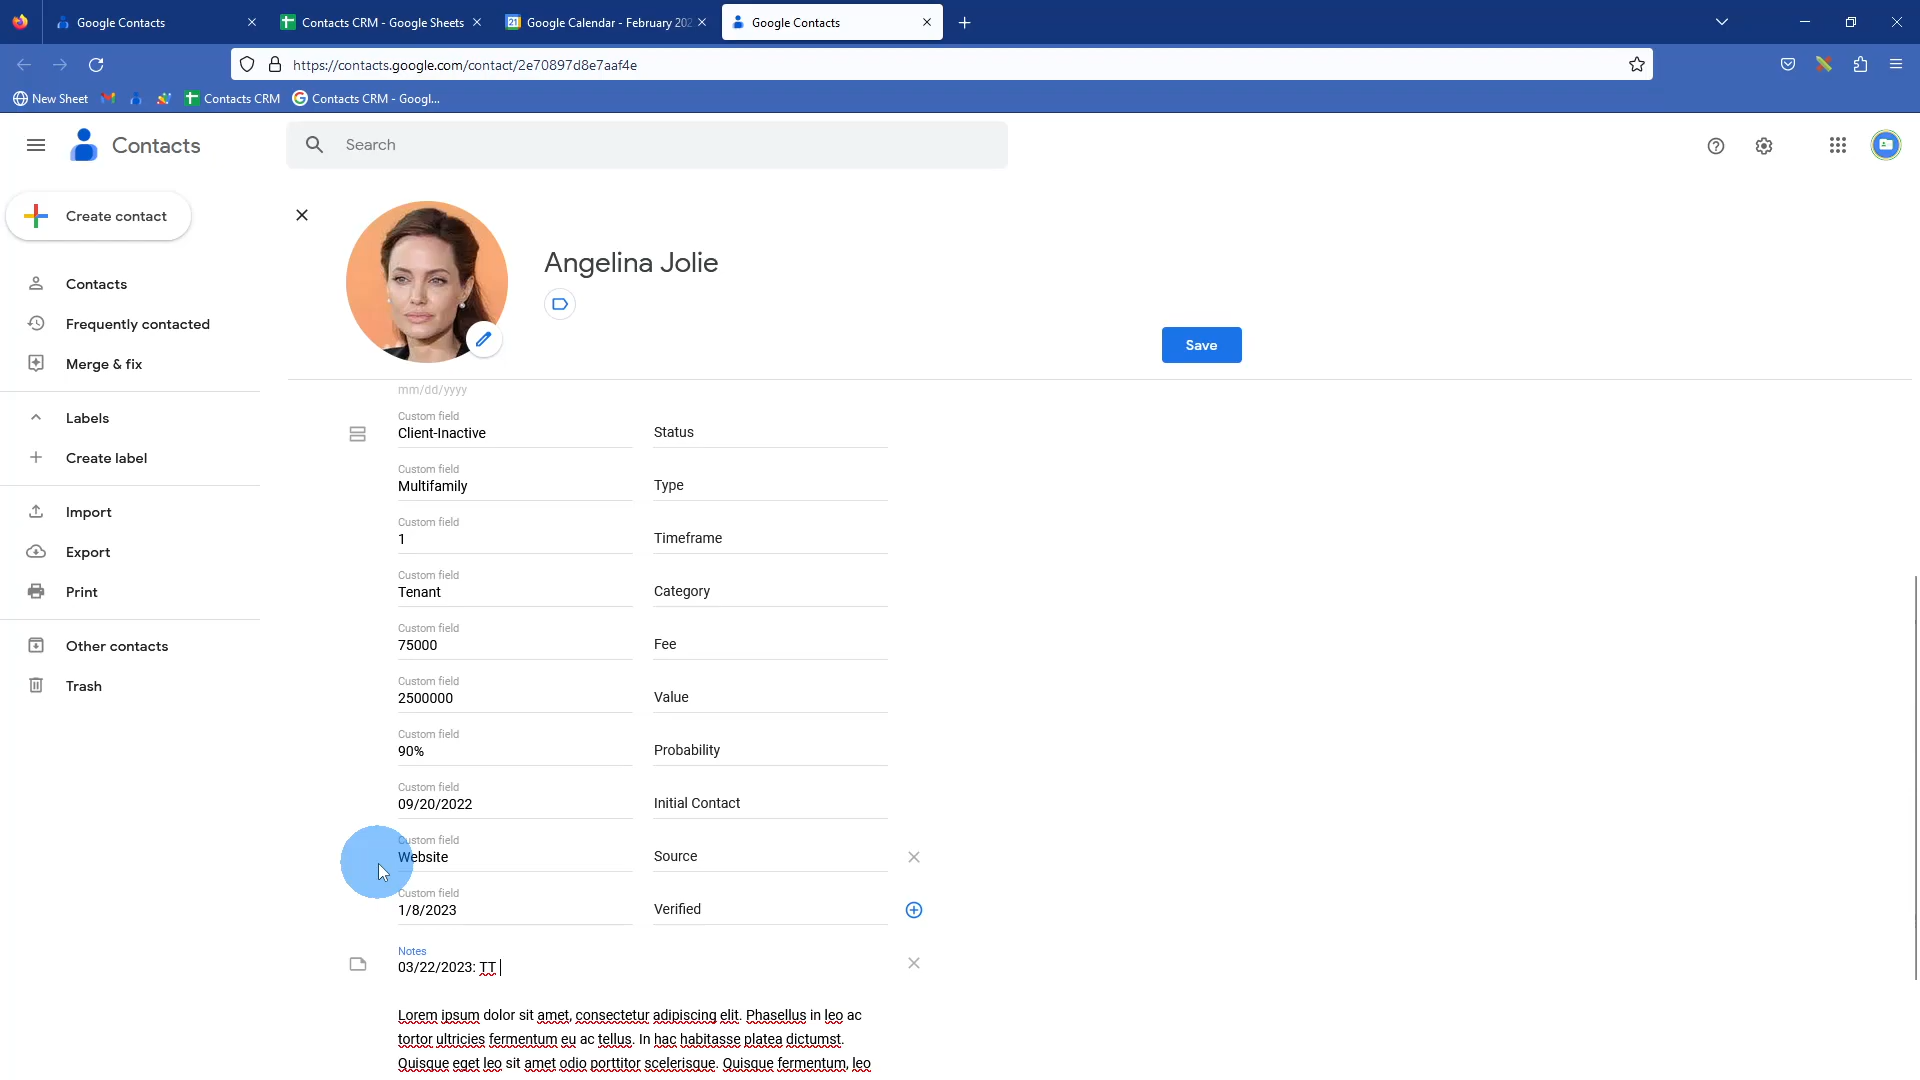 Google Contacts
Contacts CRM - Google Sheets
Google Calendar - February 202
Google Contacts
https://contacts.google.com/contact/2e70897d8e7aaf4e
New Sheet
Contacts CRM
Contacts CRM - Googl...
Contacts
Search
Create contact
Angelina Jolie
Contacts
Frequently contacted
Merge & fix
Save
Labels
Create label
Import
Export
Print
Other contacts
Trash
mm/dd/yyyy
Custom field
Client-Inactive Status
Custom field
Multifamily Type
Custom field
1 Timeframe
Custom field
Tenant Category
Custom field
75000 Fee
Custom field
2500000 Value
Custom field
90% Probability
Custom field
09/20/2022 Initial Contact
Custom field
Website Source
Custom field
1/8/2023 Verified
Notes
03/22/2023: TT
Lorem ipsum dolor sit amet, consectetur adipiscing elit. Phasellus in leo ac
tortor ultricies fermentum eu ac tellus. In hac habitasse platea dictumst.
Quisque eget leo sit amet odio porttitor scelerisque. Quisque fermentum, leo